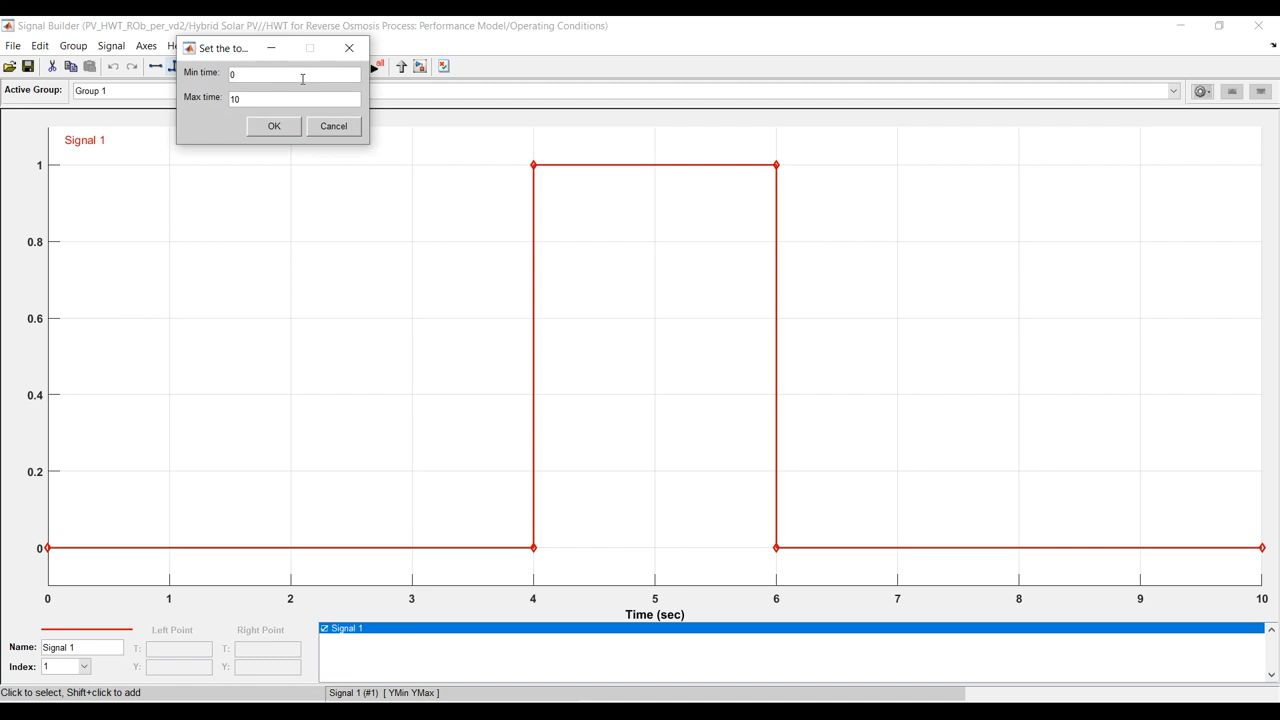 Signal Builder (PV_HWT_ROb_per_vd2/Hybrid Solar PV//HWT for Reverse Osmosis Process: Performance Model/Operating Conditions)
File Edit Group Signal Axes
Set the to...
all
Min time: 0
Max time: 10
OK Cancel
Active Group: Group 1
Signal 1
1
0.8
0.6
0.4
0.2
0
0 1 2 3 4 5 6 7 8 9 10
Time (sec)
Left Point Right Point
Name: Signal 1 T: T:
Index: 1 Y: Y:
Signal 1
Click to select, Shift+click to add
Signal 1 (#1) [ YMin YMax ]